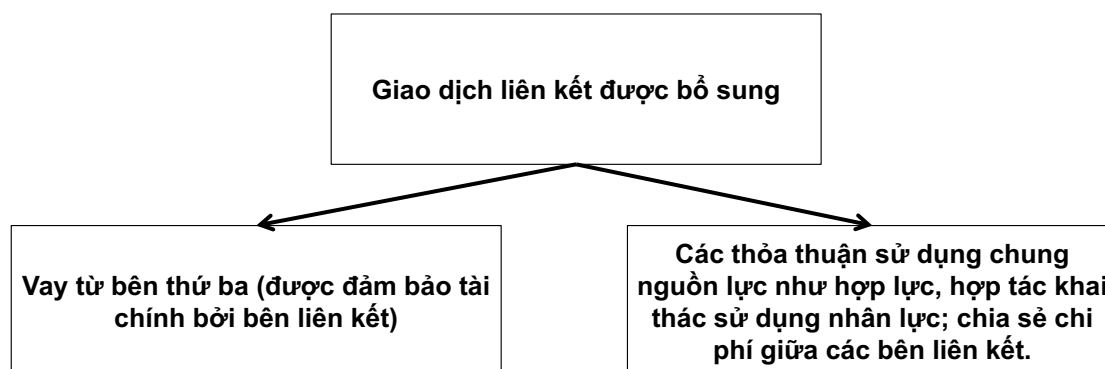 Giao dịch liên kết được bổ sung
Vay từ bên thứ ba (được đảm bảo tài
chính bởi bên liên kết)
Các thỏa thuận sử dụng chung
nguồn lực như hợp lực, hợp tác khai
thác sử dụng nhân lực; chia sẻ chi
phí giữa các bên liên kết.